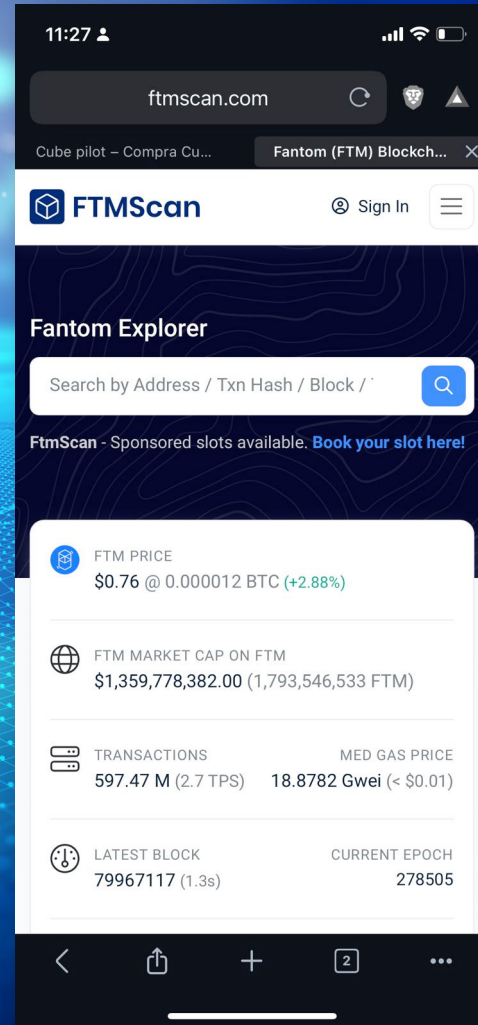 11:27
ftmscan.com
Cube pilot – Compra Cu...
Fantom (FTM) Blockch...
FTMScan
Sign In
Fantom Explorer
Search by Address / Txn Hash / Block /
FtmScan - Sponsored slots available. Book your slot here!
FTM PRICE
$0.76 @ 0.000012 BTC (+2.88%)
FTM MARKET CAP ON FTM
$1,359,778,382.00 (1,793,546,533 FTM)
TRANSACTIONS MED GAS PRICE
597.47 M (2.7 TPS) 18.8782 Gwei (< $0.01)
LATEST BLOCK CURRENT EPOCH
79967117 (1.3s) 278505
2